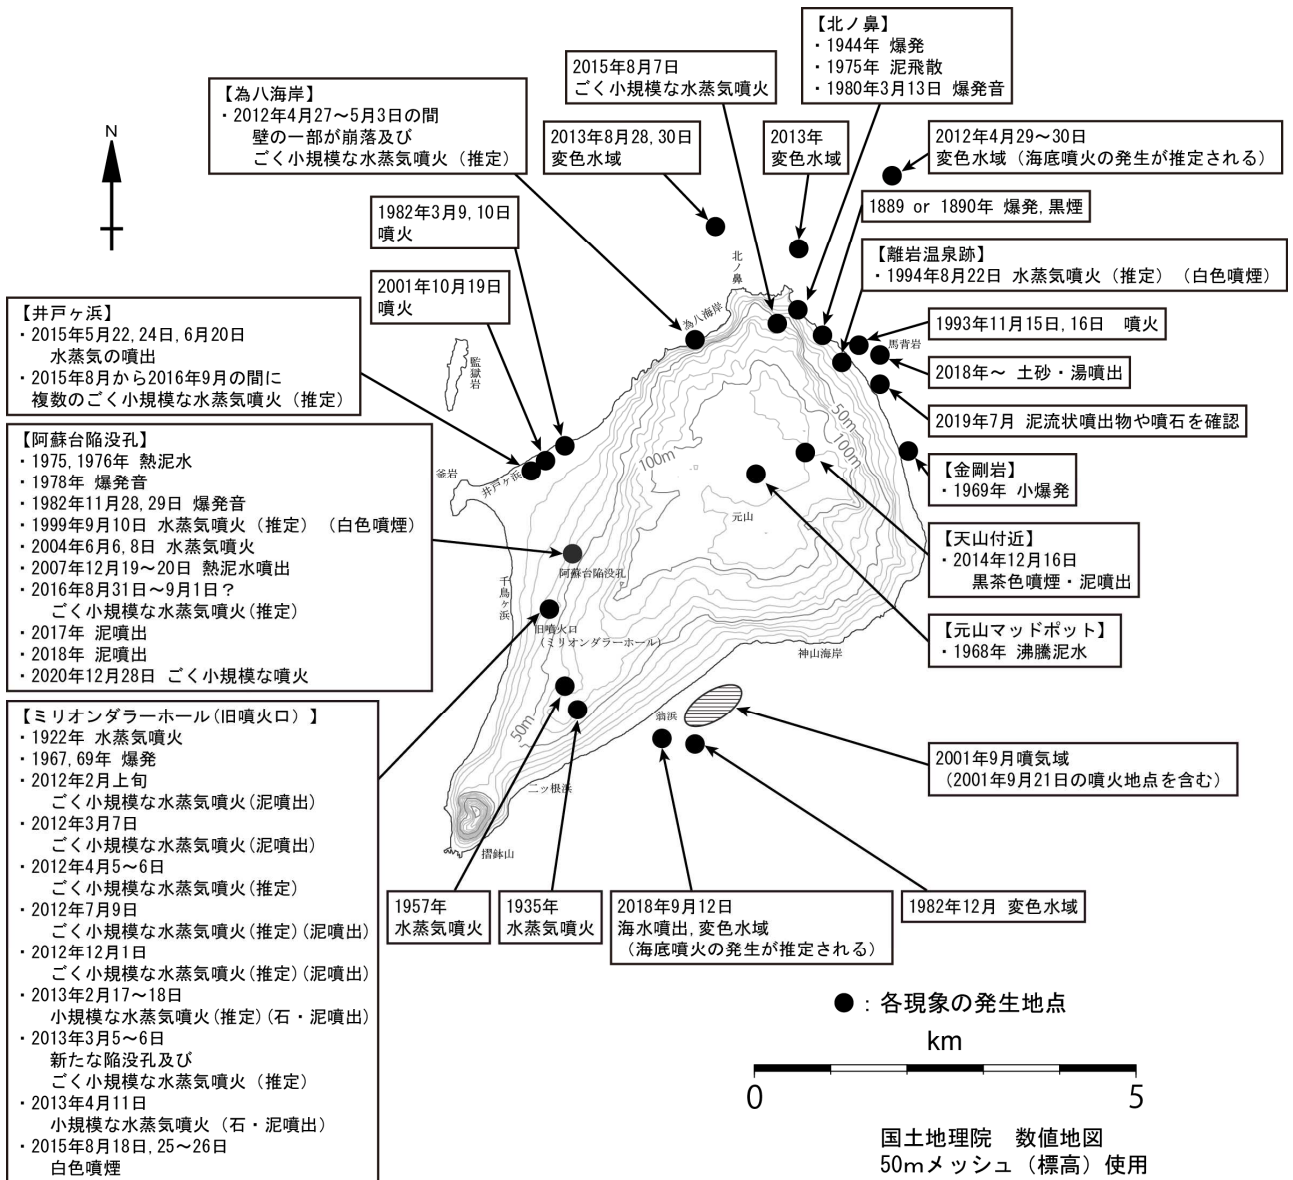 【北ノ鼻】
・1944年 爆発
・1975年 泥飛散
・1980年3月13日 爆発音
2015年8月7日
ごく小規模な水蒸気噴火
【為八海岸】
・2012年4月27～5月3日の間
壁の一部が崩落及び
ごく小規模な水蒸気噴火（推定）
2013年8月28,30日
変色水域
2013年
変色水域
2012年4月29～30日
変色水域（海底噴火の発生が推定される）
N
1889 or 1890年 爆発,黒煙
1982年3月9,10日
噴火
【離岩温泉跡】
・1994年8月22日 水蒸気噴火（推定）（白色噴煙）
北ノ鼻
2001年10月19日
噴火
為八海岸
【井戸ヶ浜】
・2015年5月22,24日,6月20日
水蒸気の噴出
・2015年8月から2016年9月の間に
複数のごく小規模な水蒸気噴火（推定）
1993年11月15日,16日　噴火
馬背岩
2018年～ 土砂・湯噴出
監獄岩
2019年7月 泥流状噴出物や噴石を確認
50m
100m
100m
【阿蘇台陥没孔】
・1975,1976年 熱泥水
・1978年 爆発音
・1982年11月28,29日 爆発音
・1999年9月10日 水蒸気噴火（推定）（白色噴煙）
・2004年6月6,8日 水蒸気噴火
・2007年12月19～20日 熱泥水噴出
・2016年8月31日～9月1日？
ごく小規模な水蒸気噴火(推定)
・2017年 泥噴出
・2018年 泥噴出
・2020年12月28日 ごく小規模な噴火
釜岩
井戸ヶ浜
【金剛岩】
・1969年 小爆発
元山
【天山付近】
・2014年12月16日
黒茶色噴煙・泥噴出
阿蘇台陥没孔
千鳥ヶ浜
旧噴火口
(ミリオンダラーホール)
【元山マッドポット】
・1968年 沸騰泥水
神山海岸
【ミリオンダラーホール(旧噴火口）】
・1922年 水蒸気噴火
・1967,69年 爆発
・2012年2月上旬
ごく小規模な水蒸気噴火(泥噴出)
・2012年3月7日
ごく小規模な水蒸気噴火(泥噴出)
・2012年4月5～6日
ごく小規模な水蒸気噴火(推定)
・2012年7月9日
ごく小規模な水蒸気噴火(推定)(泥噴出)
・2012年12月1日
ごく小規模な水蒸気噴火(推定)(泥噴出)
・2013年2月17～18日
小規模な水蒸気噴火(推定)(石・泥噴出)
・2013年3月5～6日
新たな陥没孔及び
ごく小規模な水蒸気噴火（推定）
・2013年4月11日
小規模な水蒸気噴火（石・泥噴出）
・2015年8月18日,25～26日
白色噴煙
50m
翁浜
2001年9月噴気域
（2001年9月21日の噴火地点を含む）
二ッ根浜
摺鉢山
1957年
水蒸気噴火
1935年
水蒸気噴火
2018年9月12日
海水噴出,変色水域
（海底噴火の発生が推定される）
1982年12月 変色水域
●：各現象の発生地点
km
0
5
国土地理院　数値地図
50mメッシュ（標高）使用